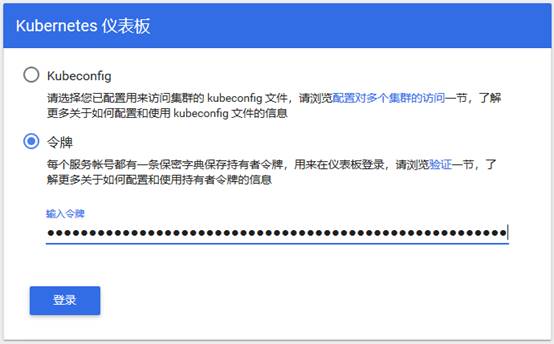 Kubernetes 仪表板
Kubeconfig
请选择您已配置用来访问集群的 kubeconfig 文件，请浏览配置对多个集群的访问一节，了解
更多关于如何配置和使用 kubeconfig 文件的信息
令牌
每个服务帐号都有一条保密字典保存持有者令牌，用来在仪表板登录，请浏览验证一节，了
解更多关于如何配置和使用持有者令牌的信息
输入令牌
登录